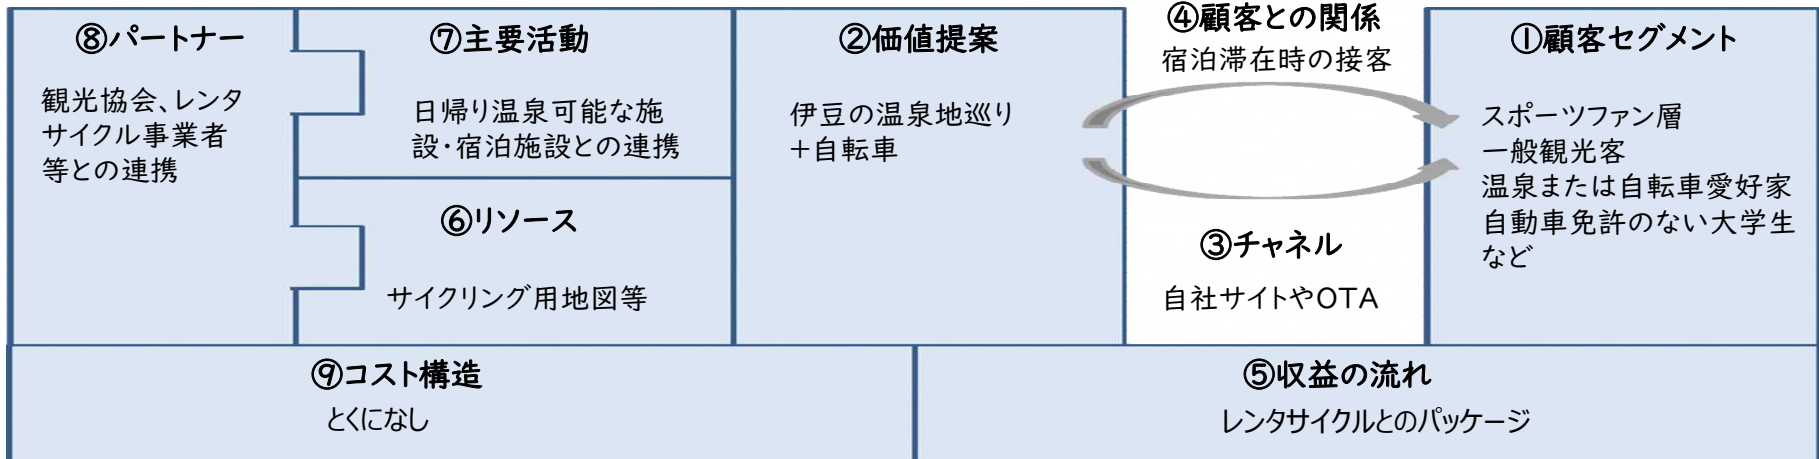 ⑧パートナー
観光協会、レンタ
サイクル事業者
等との連携
⑦主要活動
日帰り温泉可能な施
設・宿泊施設との連携
⑥リソース
サイクリング用地図等
②価値提案
伊豆の温泉地巡り
＋自転車
④顧客との関係
宿泊滞在時の接客
③チャネル
自社サイトやOTA
①顧客セグメント
スポーツファン層
一般観光客
温泉または自転車愛好家
自動車免許のない大学生
など
⑨コスト構造
とくになし
⑤収益の流れ
レンタサイクルとのパッケージ